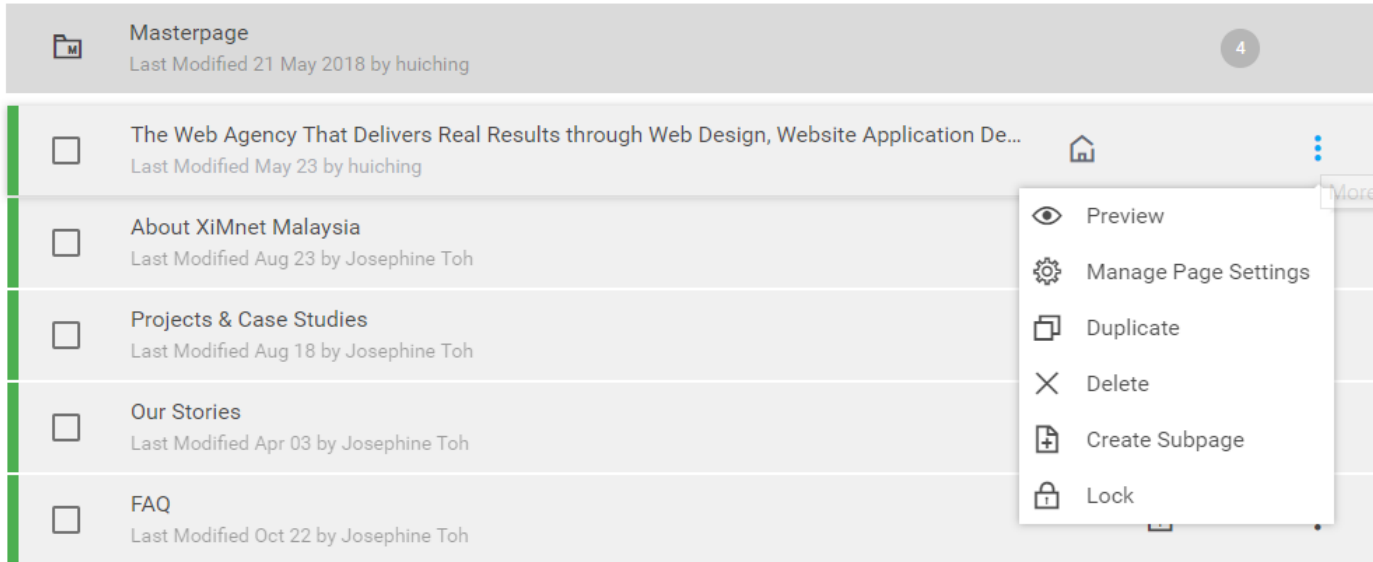 Masterpage
Last Modified 21 May 2018 by huiching
4
The Web Agency That Delivers Real Results through Web Design, Website Application De...
Last Modified May 23 by huiching
More
Preview
About XiMnet Malaysia
Last Modified Aug 23 by Josephine Toh
Manage Page Settings
Projects & Case Studies
Last Modified Aug 18 by Josephine Toh
Duplicate
Delete
Our Stories
Last Modified Apr 03 by Josephine Toh
Create Subpage
Lock
FAQ
Last Modified Oct 22 by Josephine Toh